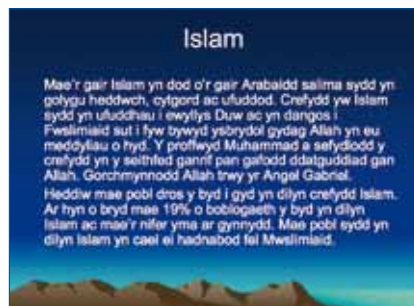 Islam
Mae'r gair Islam yn dod o'r gair Arabaidd salima sydd yn
golygu heddwch, cytgord ac ufuddod. Crefydd yw Islam
sydd yn ufuddhau i ewyllys Duw ac yn dangos i
Fwslimiaid sut i fyw bywyd ysbrydol gydag Allah yn eu
meddyliau o hyd. Y proffwyd Muhammad a sefydlodd y
crefydd yn y seithfed ganrif pan gafodd ddatguddiad gan
Allah. Gorchmynnodd Allah trwy yr Angel Gabriel.
Heddiw mae pobl dros y byd i gyd yn dilyn crefydd Islam.
Ar hyn o bryd mae 19% o boblogaeth y byd yn dilyn
Islam ac mae'r nifer yma ar gynnydd. Mae pobl sydd yn
dilyn Islam yn cael ei hadnabod fel Mwslimiaid.